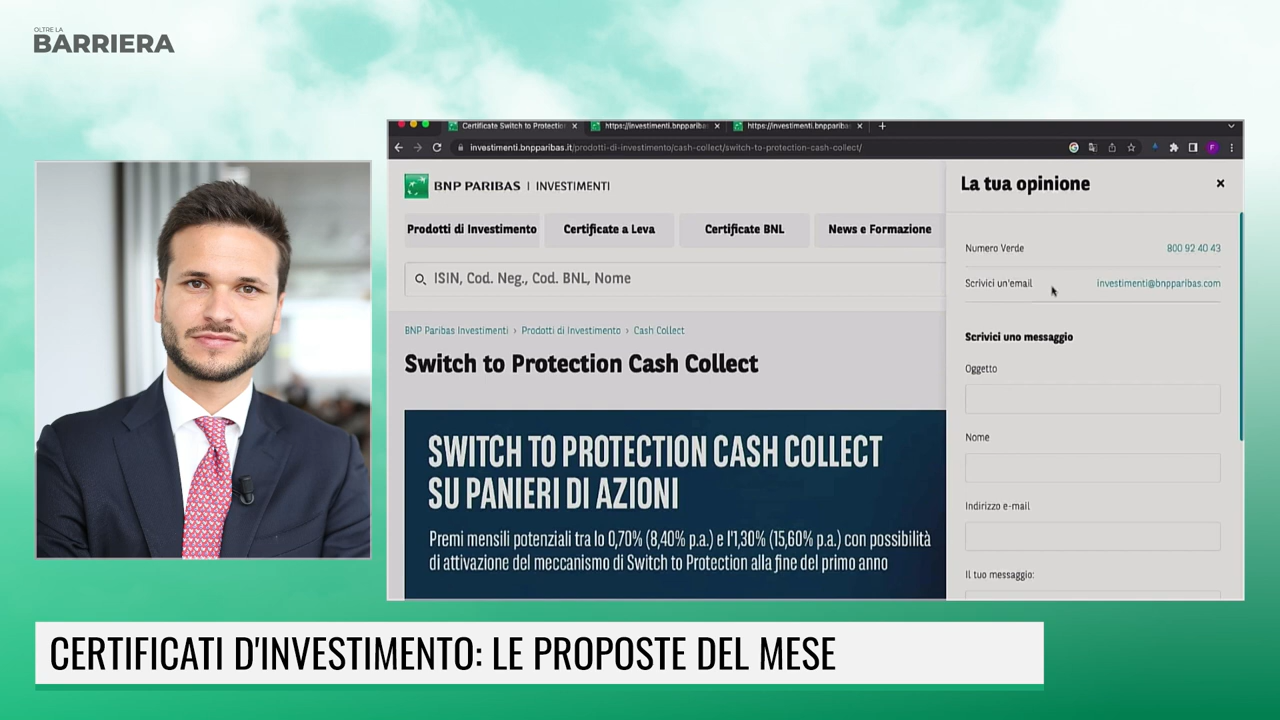 OLTRE LA
BARRIERA
Certificate Switch to Protection
https://investimenti.bnpparibas
https://investimenti.bnpparibas
investimenti.bnpparibas.it/prodotti-di-investimento/cash-collect/switch-to-protection-cash-collect/
BNP PARIBAS | INVESTIMENTI
Prodotti di Investimento
Certificate a Leva
Certificate BNL
News e Formazione
ISIN, Cod. Neg., Cod. BNL, Nome
BNP Paribas Investimenti › Prodotti di Investimento › Cash Collect
Switch to Protection Cash Collect
SWITCH TO PROTECTION CASH COLLECT
SU PANIERI DI AZIONI
Premi mensili potenziali tra lo 0,70% (8,40% p.a.) e l'1,30% (15,60% p.a.) con possibilità
di attivazione del meccanismo di Switch to Protection alla fine del primo anno
La tua opinione
Numero Verde 800 92 40 43
Scrivici un'email investimenti@bnpparibas.com
Scrivici uno messaggio
Oggetto
Nome
Indirizzo e-mail
Il tuo messaggio:
CERTIFICATI D'INVESTIMENTO: LE PROPOSTE DEL MESE